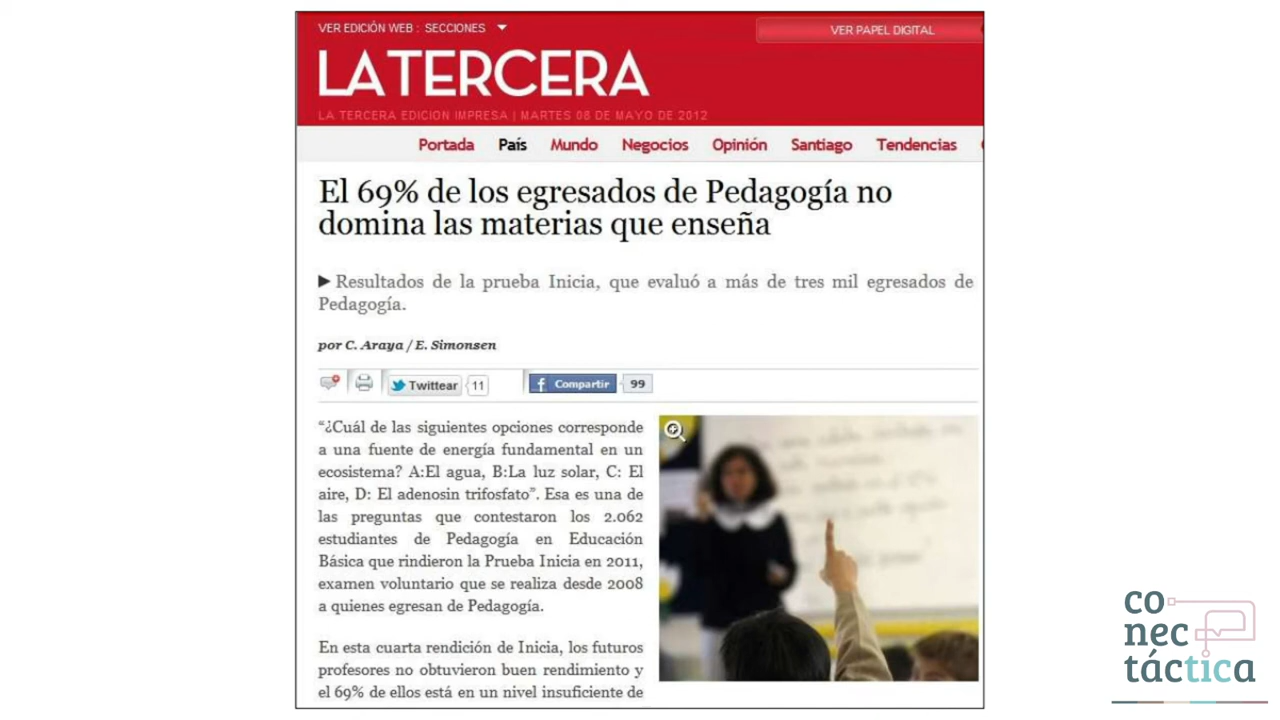 VER EDICIÓN WEB : SECCIONES
VER PAPEL DIGITAL
LA TERCERA
LA TERCERA EDICION IMPRESA | MARTES 08 DE MAYO DE 2012
Portada País Mundo Negocios Opinión Santiago Tendencias
El 69% de los egresados de Pedagogía no
domina las materias que enseña
Resultados de la prueba Inicia, que evaluó a más de tres mil egresados de
Pedagogía.
por C. Araya / E. Simonsen
Twittear 11 Compartir 99
“¿Cuál de las siguientes opciones corresponde
a una fuente de energía fundamental en un
ecosistema? A:El agua, B:La luz solar, C: El
aire, D: El adenosin trifosfato”. Esa es una de
las preguntas que contestaron los 2.062
estudiantes de Pedagogía en Educación
Básica que rindieron la Prueba Inicia en 2011,
examen voluntario que se realiza desde 2008
a quienes egresan de Pedagogía.
En esta cuarta rendición de Inicia, los futuros
profesores no obtuvieron buen rendimiento y
el 69% de ellos está en un nivel insuficiente de
co
nec
táctica